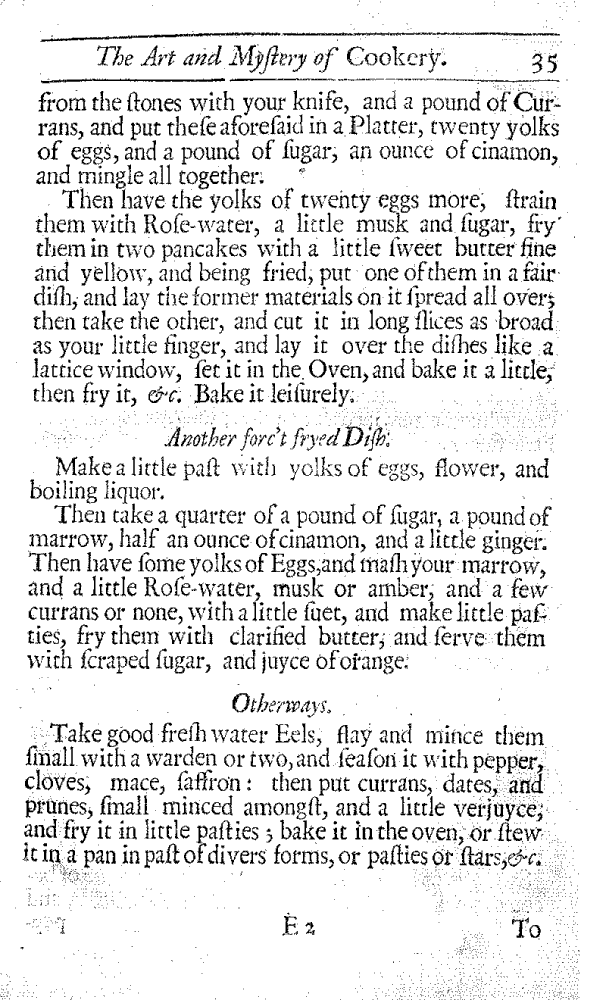 The Art and Myſtery of Cookery. 35
from the ſtones with your knife, and a pound of Cur-
rans, and put theſe aforeſaid in a Platter, twenty yolks
of eggs, and a pound of ſugar, an ounce of cinamon,
and mingle all together.
Then have the yolks of twenty eggs more, ſtrain
them with Roſe-water, a little musk and ſugar, fry
them in two pancakes with a little ſweet butter fine
and yellow, and being fried, put one of them in a fair
diſh, and lay the former materials on it ſpread all over;
then take the other, and cut it in long ſlices as broad
as your little finger, and lay it over the diſhes like a
lattice window, ſet it in the Oven, and bake it a little,
then fry it, &c. Bake it leiſurely.
Another forc't fryed Diſh.
Make a little paſt with yolks of eggs, flower, and
boiling liquor.
Then take a quarter of a pound of ſugar, a pound of
marrow, half an ounce of cinamon, and a little ginger.
Then have ſome yolks of Eggs, and maſh your marrow,
and a little Roſe-water, musk or amber, and a few
currans or none, with a little ſuet, and make little paſ-
ties, fry them with clarified butter, and ſerve them
with ſcraped ſugar, and juyce of orange.
Otherways.
Take good freſh water Eels, flay and mince them
ſmall with a warden or two, and ſeaſon it with pepper,
cloves, mace, ſaffron: then put currans, dates, and
prunes, ſmall minced amongſt, and a little verjuyce,
and fry it in little paſties; bake it in the oven, or ſtew
it in a pan in paſt of divers forms, or paſties or ſtars, &c.
E 2 To